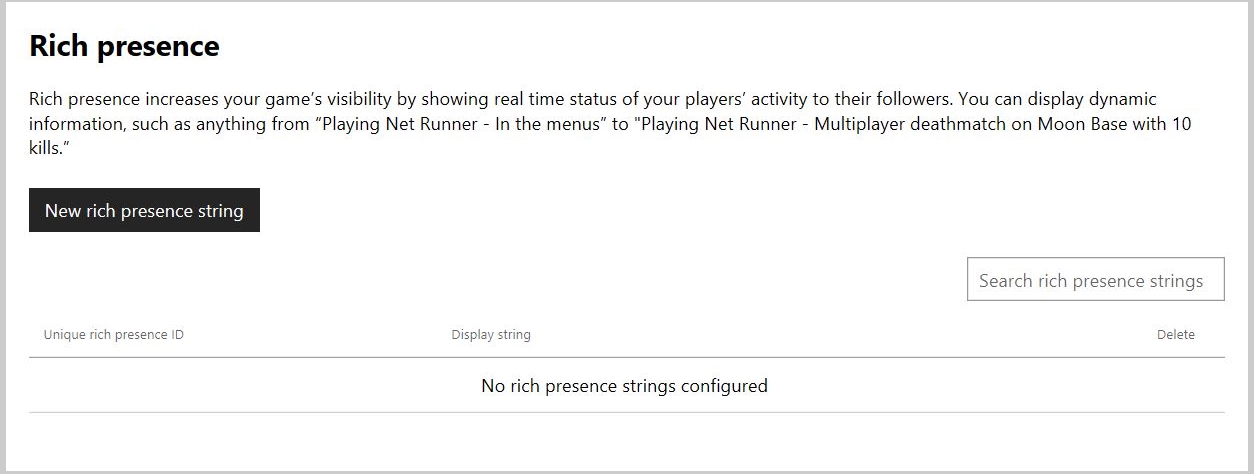 Rich presence
Rich presence increases your game’s visibility by showing real time status of your players’ activity to their followers. You can display dynamic
information, such as anything from “Playing Net Runner - In the menus” to "Playing Net Runner - Multiplayer deathmatch on Moon Base with 10
kills.”
New rich presence string
Search rich presence strings
Unique rich presence ID Display string Delete
No rich presence strings configured